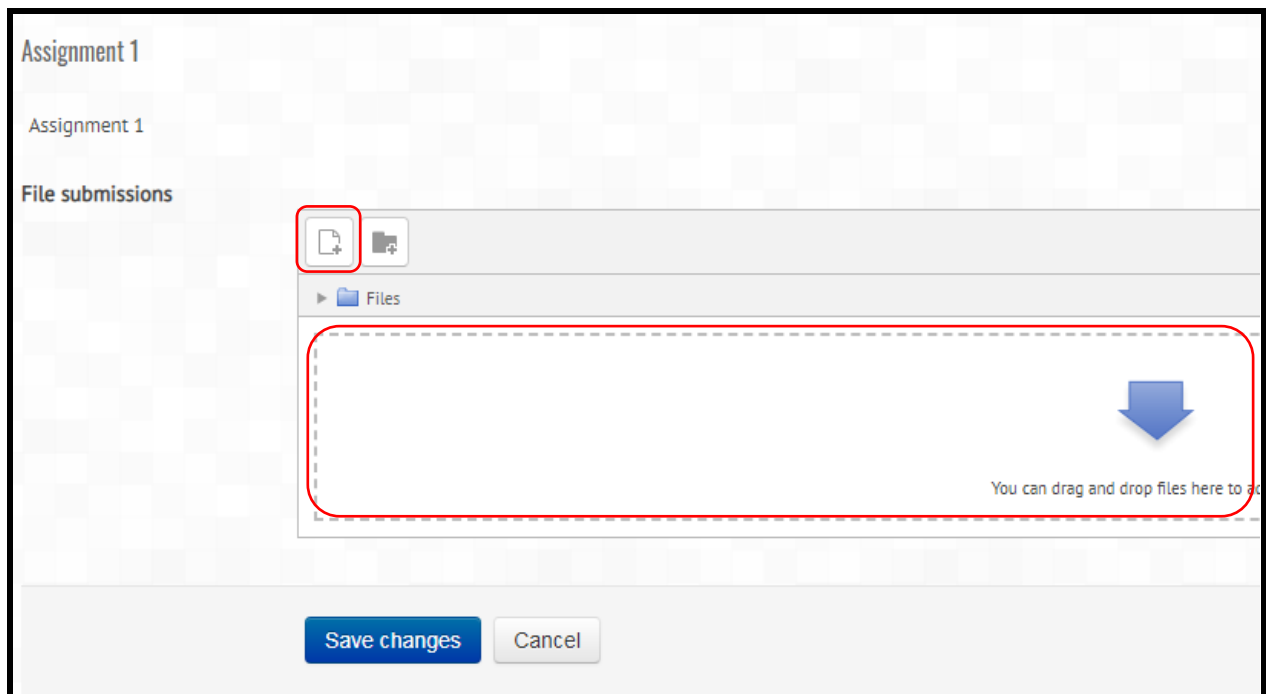 Assignment 1
Assignment 1
File submissions
Files
You can drag and drop files here to
Save changes
Cancel